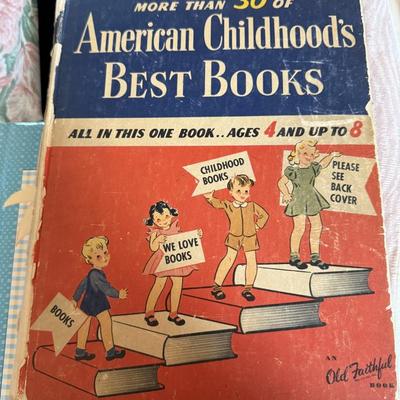 MORE THAN 50 OF
American Childhood's
BEST BOOKS
ALL IN THIS ONE BOOK..AGES 4 AND UP TO 8
CHILDHOOD
BOOKS
PLEASE
SEE
BACK
COVER
WE LOVE
BOOKS
BOOKS
AN
Old Faithful
BOOK